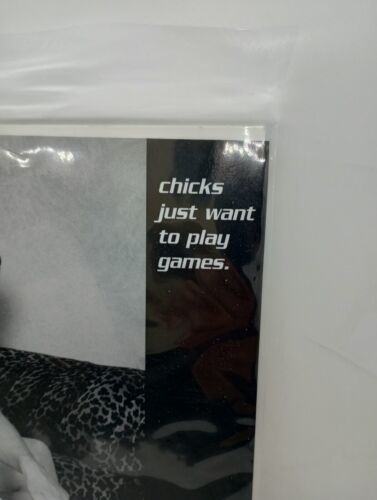 chicks
just want
to play
games.